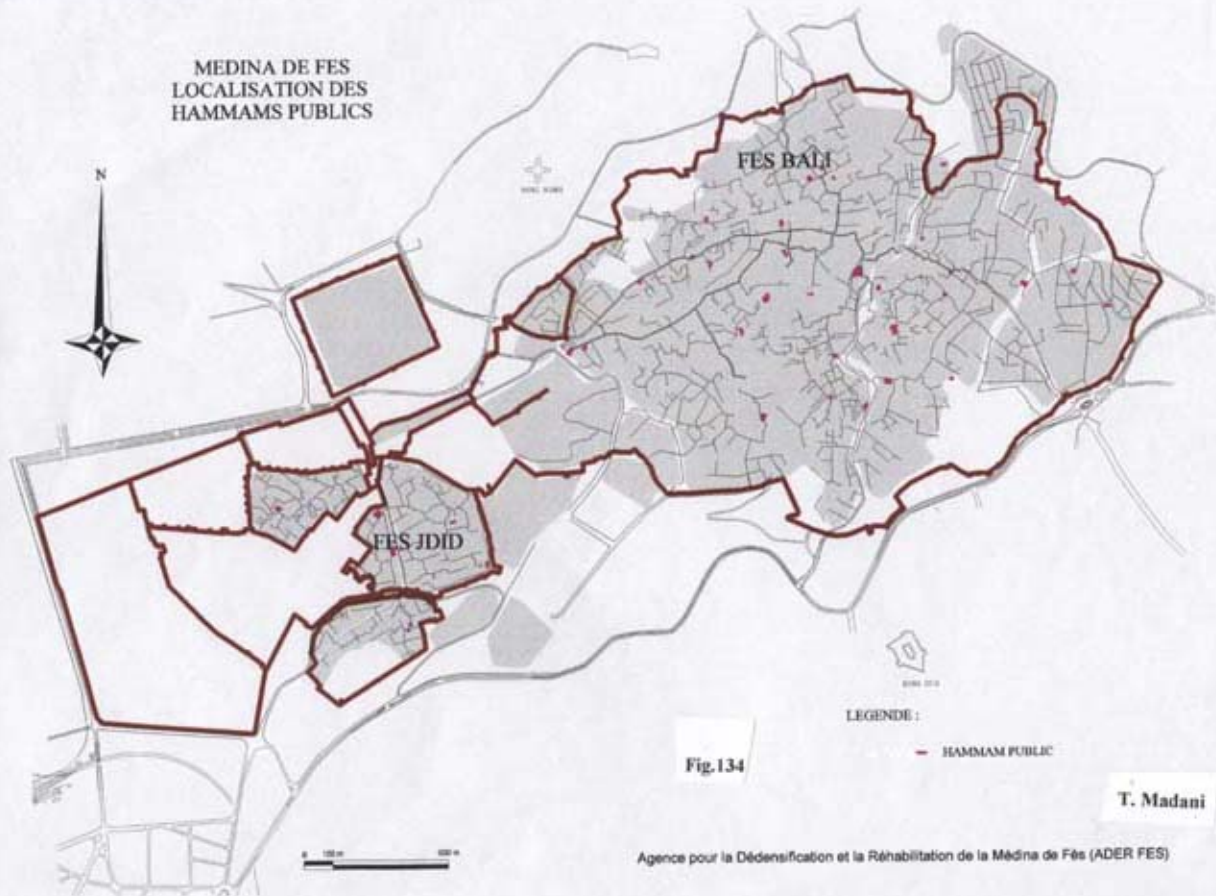 MEDINA DE FES
LOCALISATION DES
HAMMAMS PUBLICS
N
FES BALI
FES JDID
LEGENDE :
HAMMAM PUBLIC
Fig.134
T. Madani
Agence pour la Dédensification et la Réhabilitation de la Médina de Fès (ADER FES)